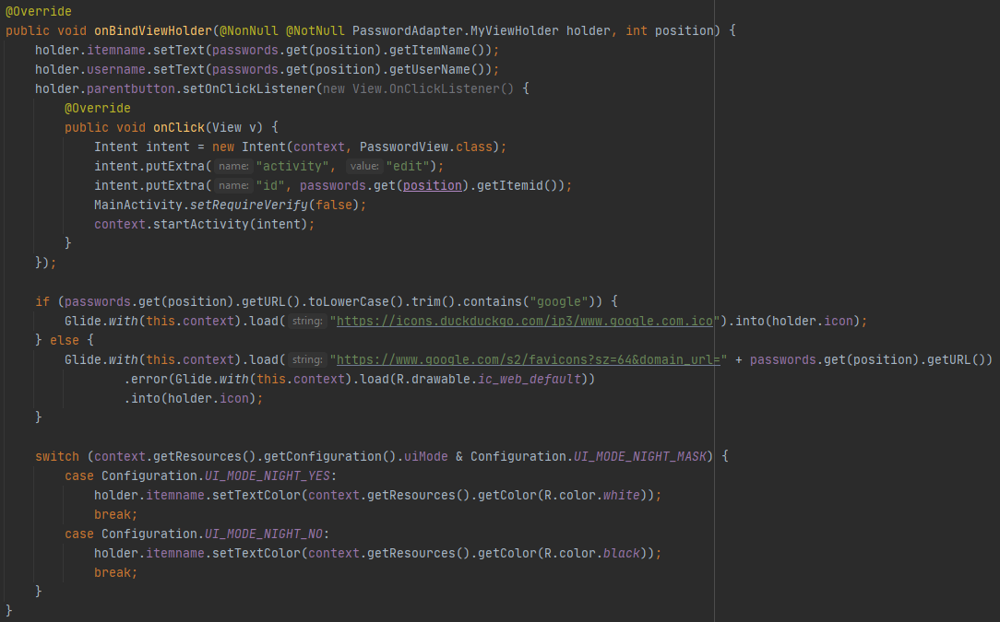 @Override
public void onBindViewHolder(@NonNull @NotNull PasswordAdapter.MyViewHolder holder, int position) {
    holder.itemname.setText(passwords.get(position).getItemName());
    holder.username.setText(passwords.get(position).getUserName());
    holder.parentbutton.setOnClickListener(new View.OnClickListener() {
        @Override
        public void onClick(View v) {
            Intent intent = new Intent(context, PasswordView.class);
            intent.putExtra( name: "activity", value: "edit");
            intent.putExtra( name: "id", passwords.get(position).getItemid());
            MainActivity.setRequireVerify(false);
            context.startActivity(intent);
        }
    });
    if (passwords.get(position).getURL().toLowerCase().trim().contains("google")) {
        Glide.with(this.context).load( string: "https://icons.duckduckgo.com/ip3/www.google.com.ico").into(holder.icon);
    } else {
        Glide.with(this.context).load( string: "https://www.google.com/s2/favicons?sz=64&domain_url=" + passwords.get(position).getURL())
                .error(Glide.with(this.context).load(R.drawable.ic_web_default))
                .into(holder.icon);
    }
    switch (context.getResources().getConfiguration().uiMode & Configuration.UI_MODE_NIGHT_MASK) {
        case Configuration.UI_MODE_NIGHT_YES:
            holder.itemname.setTextColor(context.getResources().getColor(R.color.white));
            break;
        case Configuration.UI_MODE_NIGHT_NO:
            holder.itemname.setTextColor(context.getResources().getColor(R.color.black));
            break;
    }
}